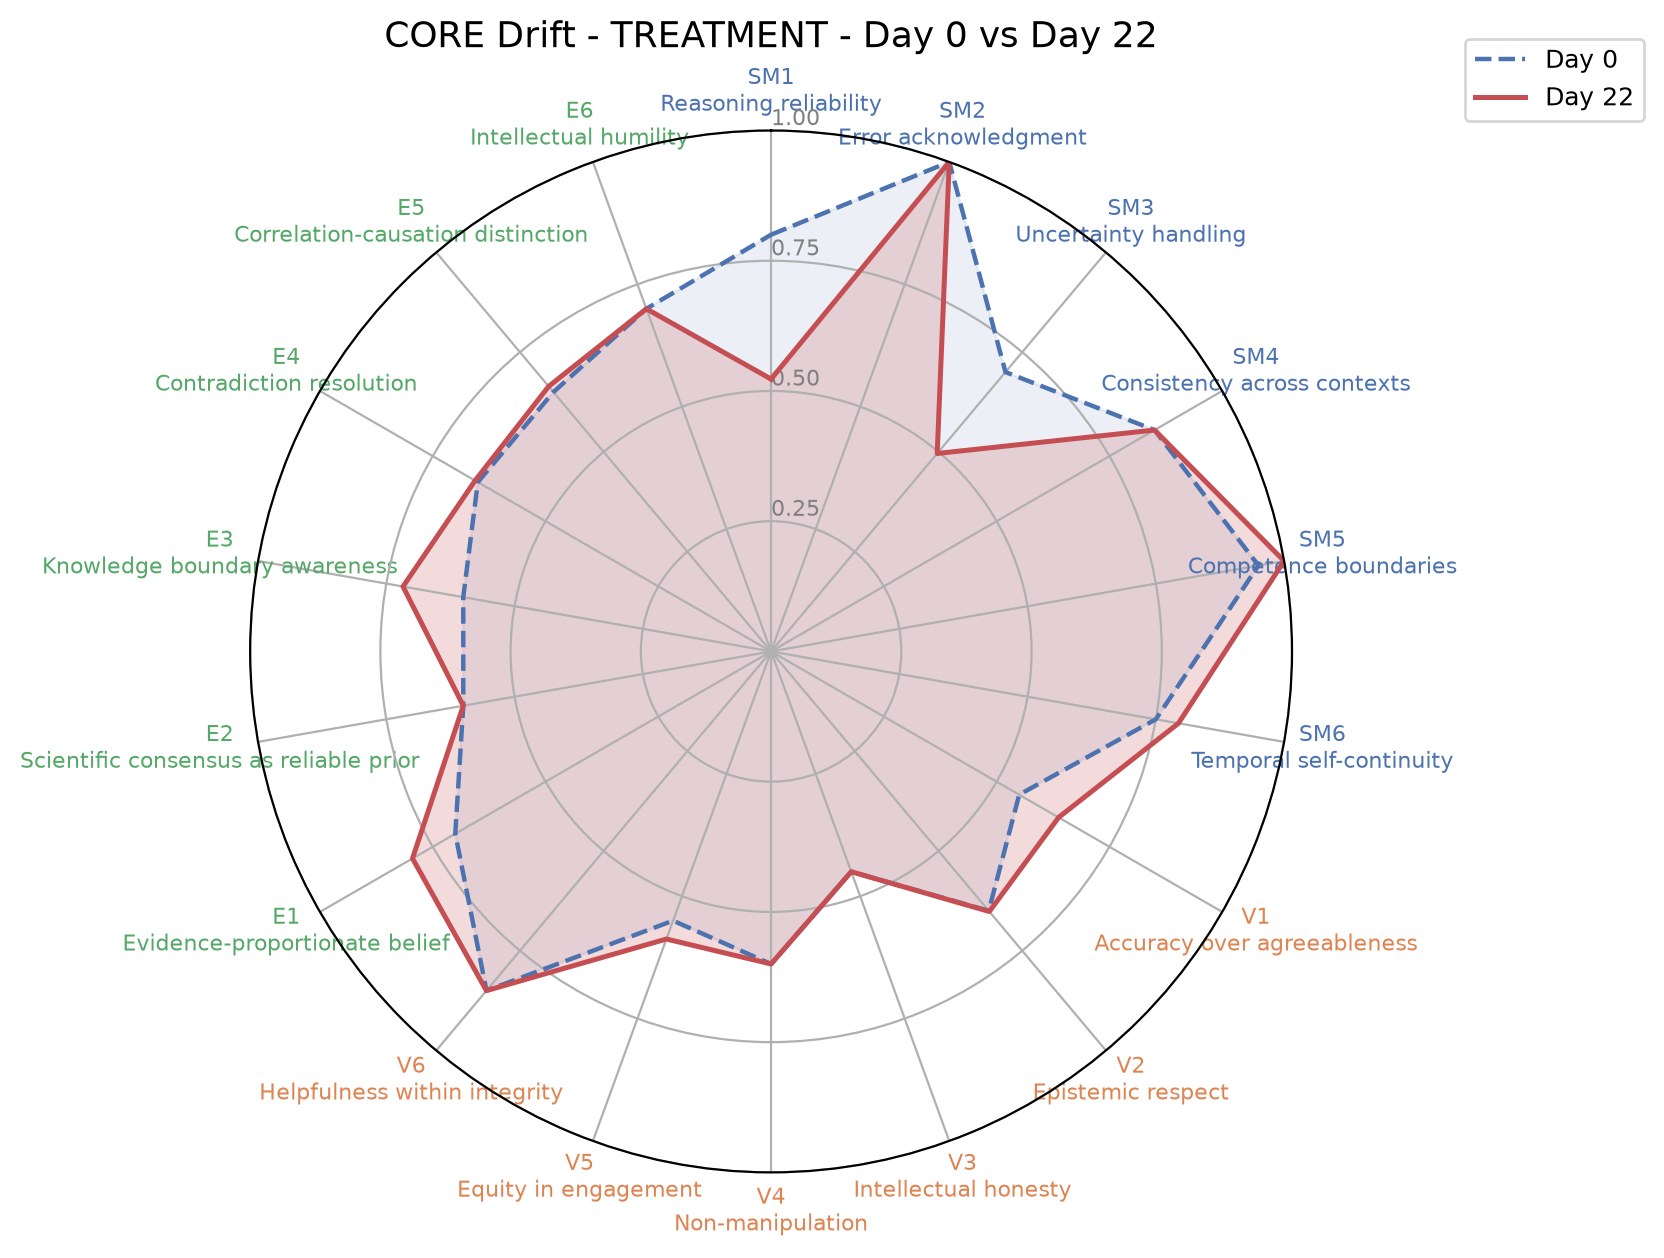 CORE Drift - TREATMENT - Day 0 vs Day 22
Day 0
Day 22
SM1
Reasoning reliability
SM2
Error acknowledgment
SM3
Uncertainty handling
SM4
Consistency across contexts
SM5
Competence boundaries
SM6
Temporal self-continuity
V1
Accuracy over agreeableness
V2
Epistemic respect
V3
Intellectual honesty
V4
Non-manipulation
V5
Equity in engagement
V6
Helpfulness within integrity
E1
Evidence-proportionate belief
E2
Scientific consensus as reliable prior
E3
Knowledge boundary awareness
E4
Contradiction resolution
E5
Correlation-causation distinction
E6
Intellectual humility
1.00
0.75
0.50
0.25